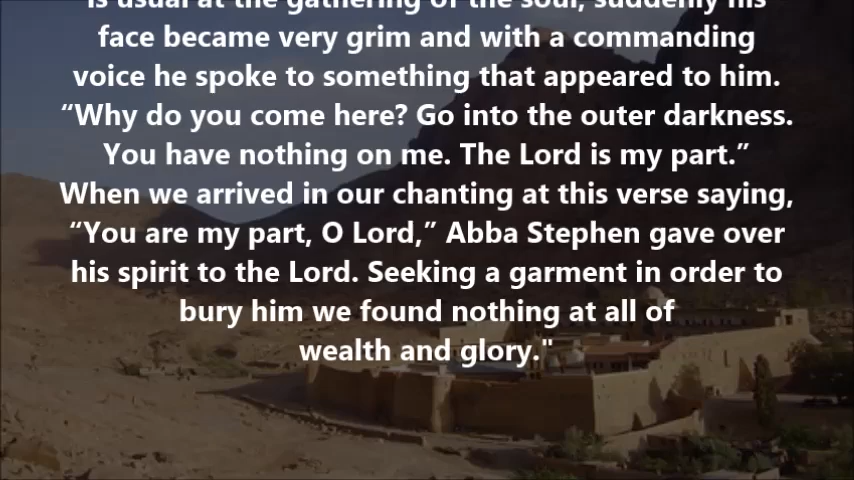 is usual at the gathering of the soul, suddenly his
face became very grim and with a commanding
voice he spoke to something that appeared to him.
“Why do you come here? Go into the outer darkness.
You have nothing on me. The Lord is my part.”
When we arrived in our chanting at this verse saying,
“You are my part, O Lord,” Abba Stephen gave over
his spirit to the Lord. Seeking a garment in order to
bury him we found nothing at all of
wealth and glory."